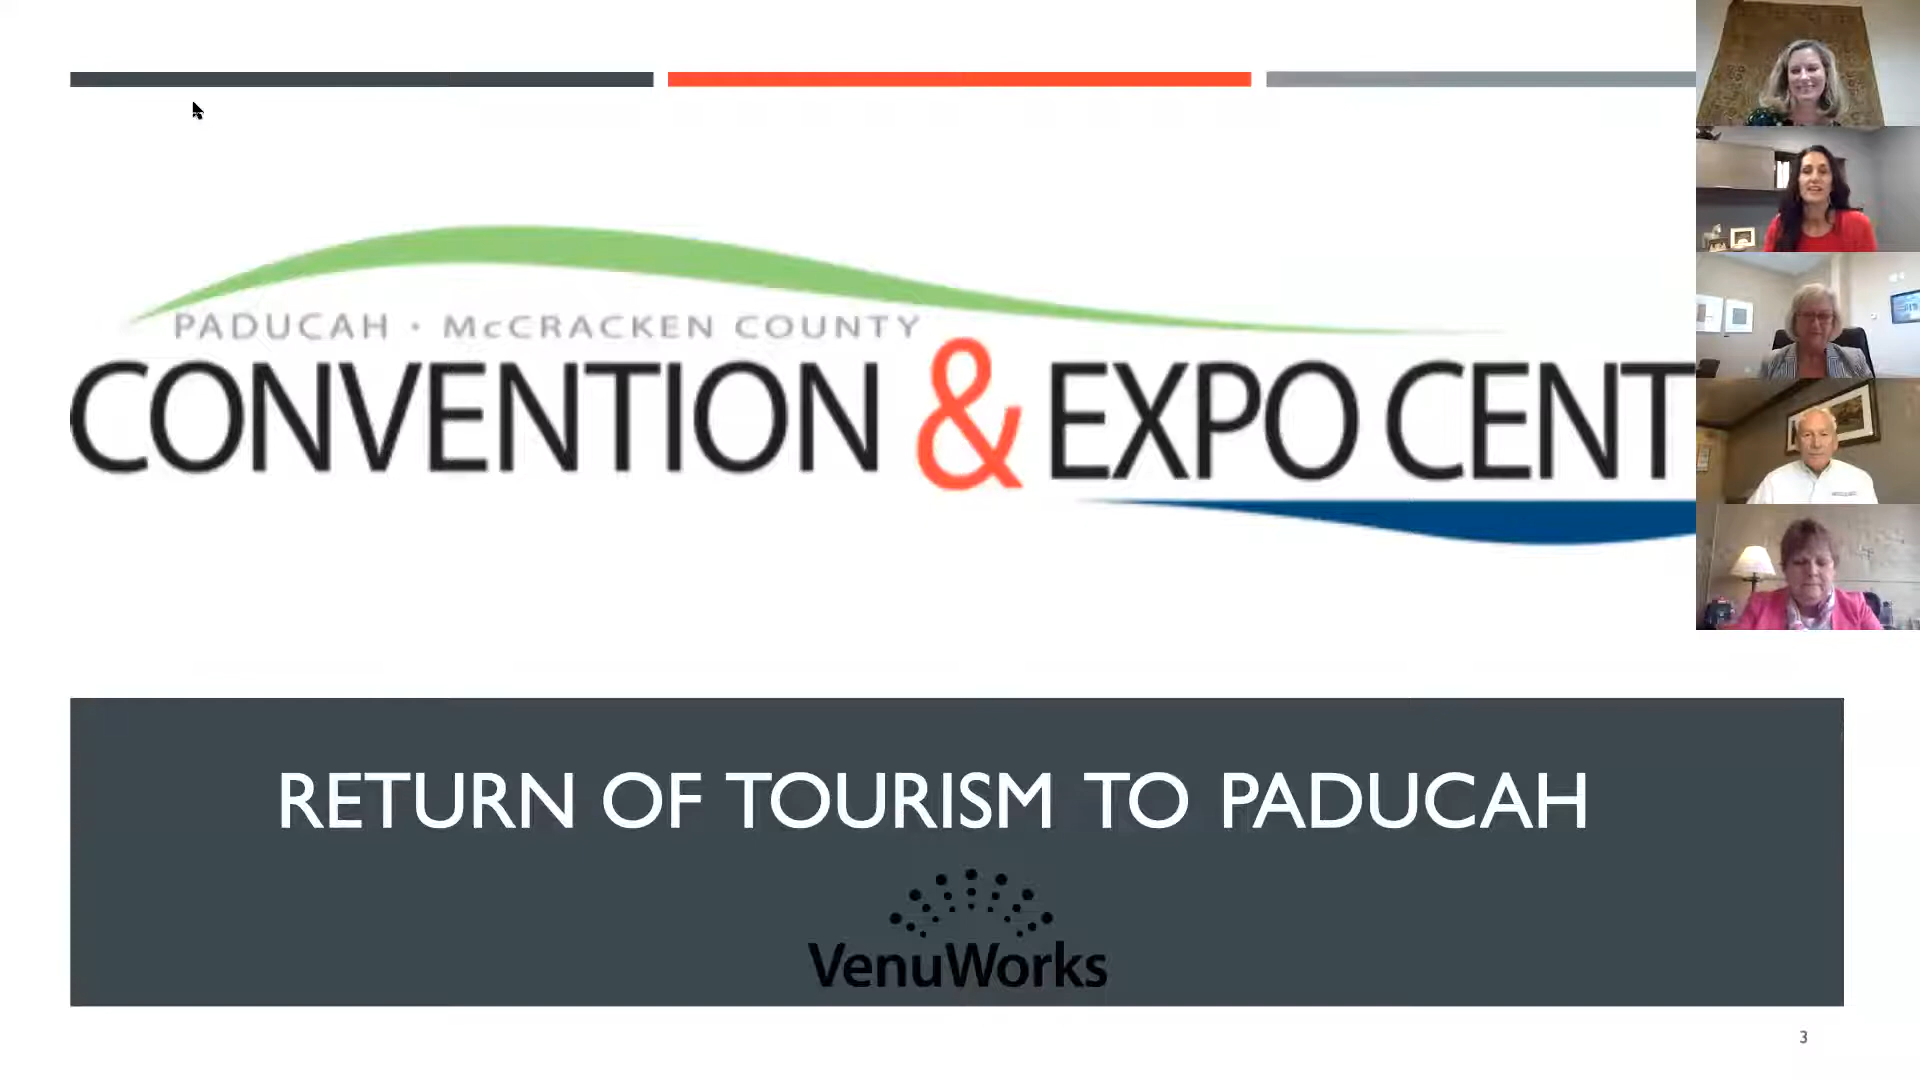 PADUCAH • McCRACKEN COUNTY
CONVENTION & EXPO CENT
RETURN OF TOURISM TO PADUCAH
VenuWorks
3